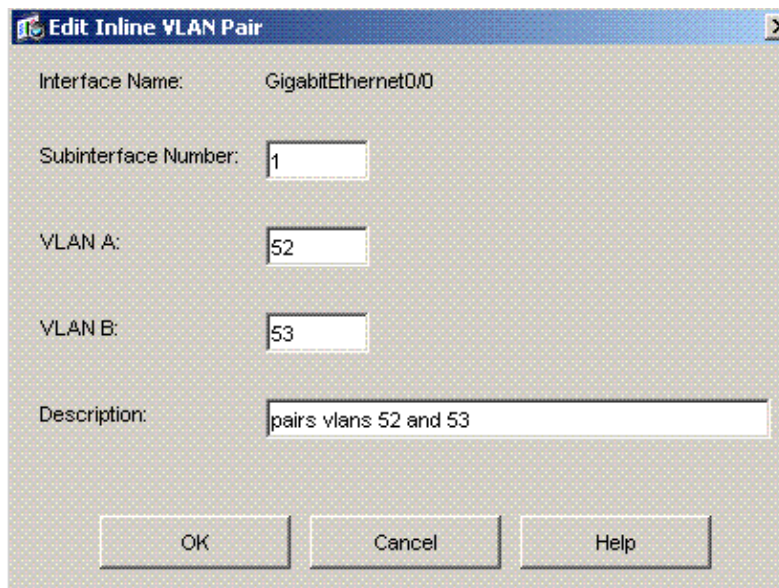 Edit Inline VLAN Pair
Interface Name: GigabitEthernet0/0
Subinterface Number: 1
VLAN A: 52
VLAN B: 53
Description: pairs vlans 52 and 53
OK Cancel Help